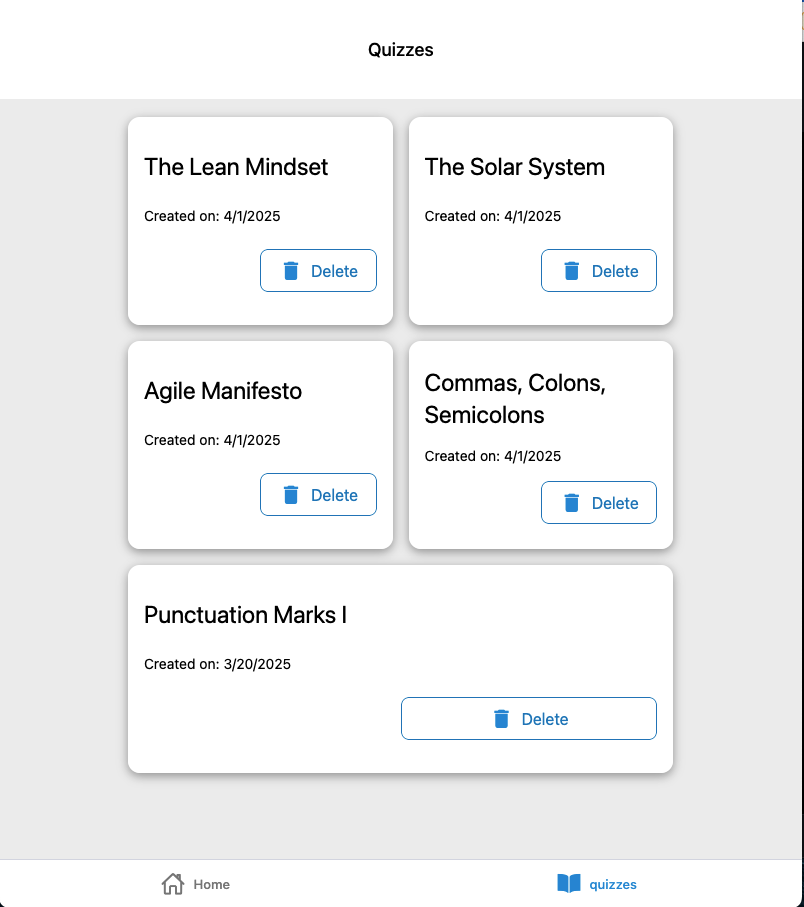 Quizzes
The Lean Mindset
Created on: 4/1/2025
Delete
The Solar System
Created on: 4/1/2025
Delete
Agile Manifesto
Created on: 4/1/2025
Delete
Commas, Colons,
Semicolons
Created on: 4/1/2025
Delete
Punctuation Marks I
Created on: 3/20/2025
Delete
Home
quizzes